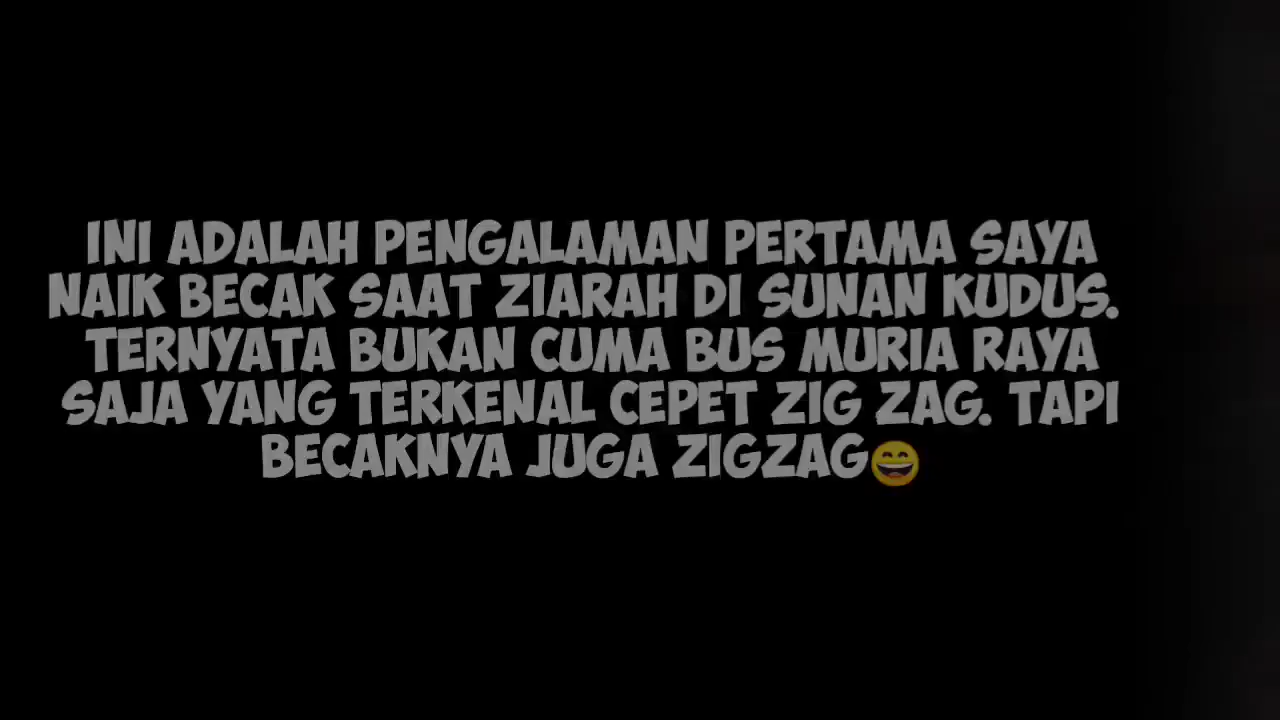 INI ADALAH PENGALAMAN PERTAMA SAYA
NAIK BECAK SAAT ZIARAH DI SUNAN KUDUS.
TERNYATA BUKAN CUMA BUS MURIA RAYA
SAJA YANG TERKENAL CEPET ZIG ZAG. TAPI
BECAKNYA JUGA ZIGZAG😄